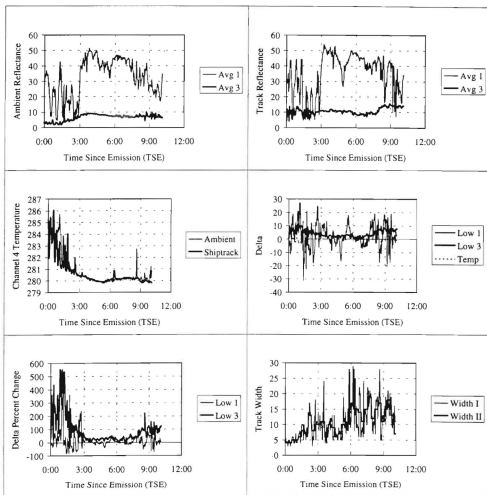 Ambient Reflectance
60
50
40
30
20
10
0
0:00 3:00 6:00 9:00 12:00
Time Since Emission (TSE)
Avg 1
Avg 3
Track Reflectance
60
50
40
30
20
10
0
0:00 3:00 6:00 9:00 12:00
Time Since Emission (TSE)
Avg 1
Avg 3
Channel 4 Temperature
287
286
285
284
283
282
281
280
279
0:00 3:00 6:00 9:00 12:00
Time Since Emission (TSE)
Ambient
Shiptrack
Delta
30
20
10
0
-10
-20
-30
-40
0:00 3:00 6:00 9:00 12:00
Time Since Emission (TSE)
Low 1
Low 3
Temp
Delta Percent Change
600
500
400
300
200
100
0
-100
0:00 3:00 6:00 9:00 12:00
Time Since Emission (TSE)
Low 1
Low 3
Track Width
30
25
20
15
10
5
0
0:00 3:00 6:00 9:00 12:00
Time Since Emission (TSE)
Width I
Width II